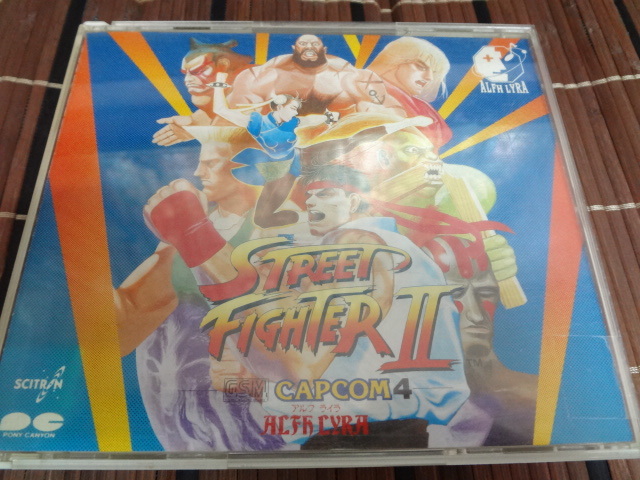 ALFH LYRA
STREET
FIGHTER II
GSM CAPCOM 4
アルフ ライラ
ALFH LYRA
SCITRON
PONY CANYON